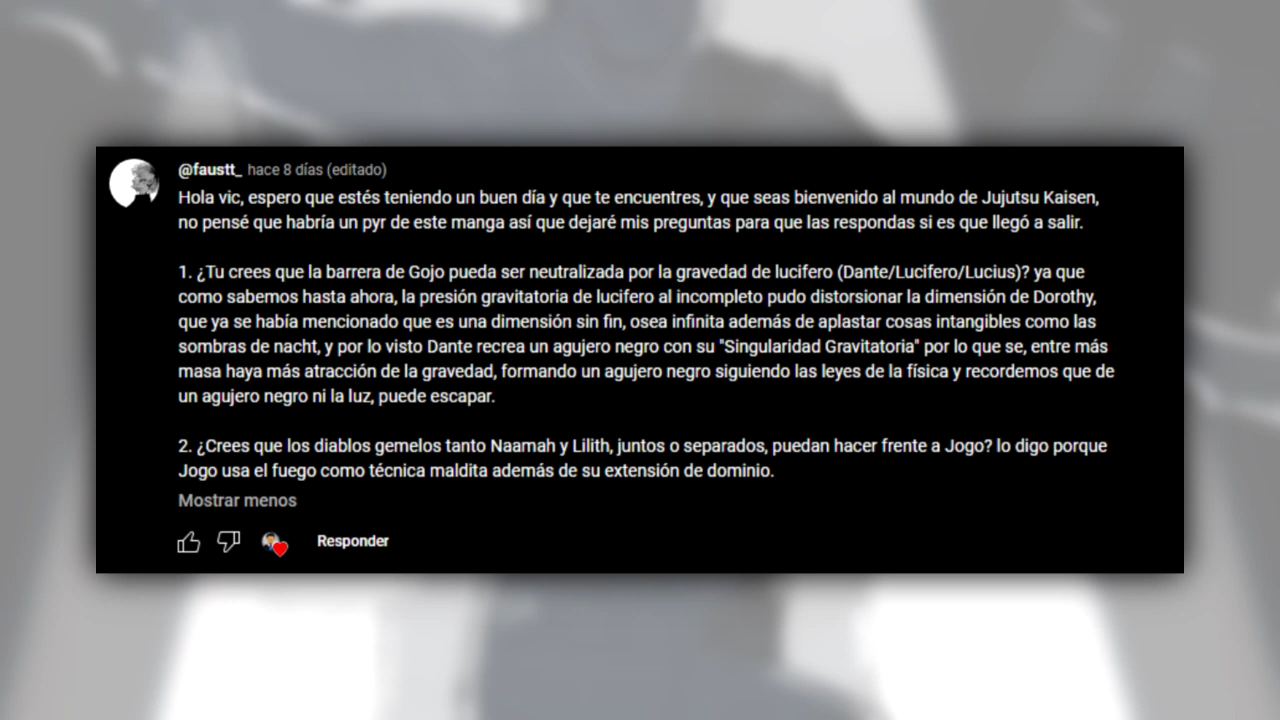 @faustt_ hace 8 días (editado)
Hola vic, espero que estés teniendo un buen día y que te encuentres, y que seas bienvenido al mundo de Jujutsu Kaisen,
no pensé que habría un pyr de este manga así que dejaré mis preguntas para que las respondas si es que llegó a salir.
1. ¿Tu crees que la barrera de Gojo pueda ser neutralizada por la gravedad de lucifero (Dante/Lucifero/Lucius)? ya que
como sabemos hasta ahora, la presión gravitatoria de lucifero al incompleto pudo distorsionar la dimensión de Dorothy,
que ya se había mencionado que es una dimensión sin fin, osea infinita además de aplastar cosas intangibles como las
sombras de nacht, y por lo visto Dante recrea un agujero negro con su "Singularidad Gravitatoria" por lo que se, entre más
masa haya más atracción de la gravedad, formando un agujero negro siguiendo las leyes de la física y recordemos que de
un agujero negro ni la luz, puede escapar.
2. ¿Crees que los diablos gemelos tanto Naamah y Lilith, juntos o separados, puedan hacer frente a Jogo? lo digo porque
Jogo usa el fuego como técnica maldita además de su extensión de dominio.
Mostrar menos
Responder